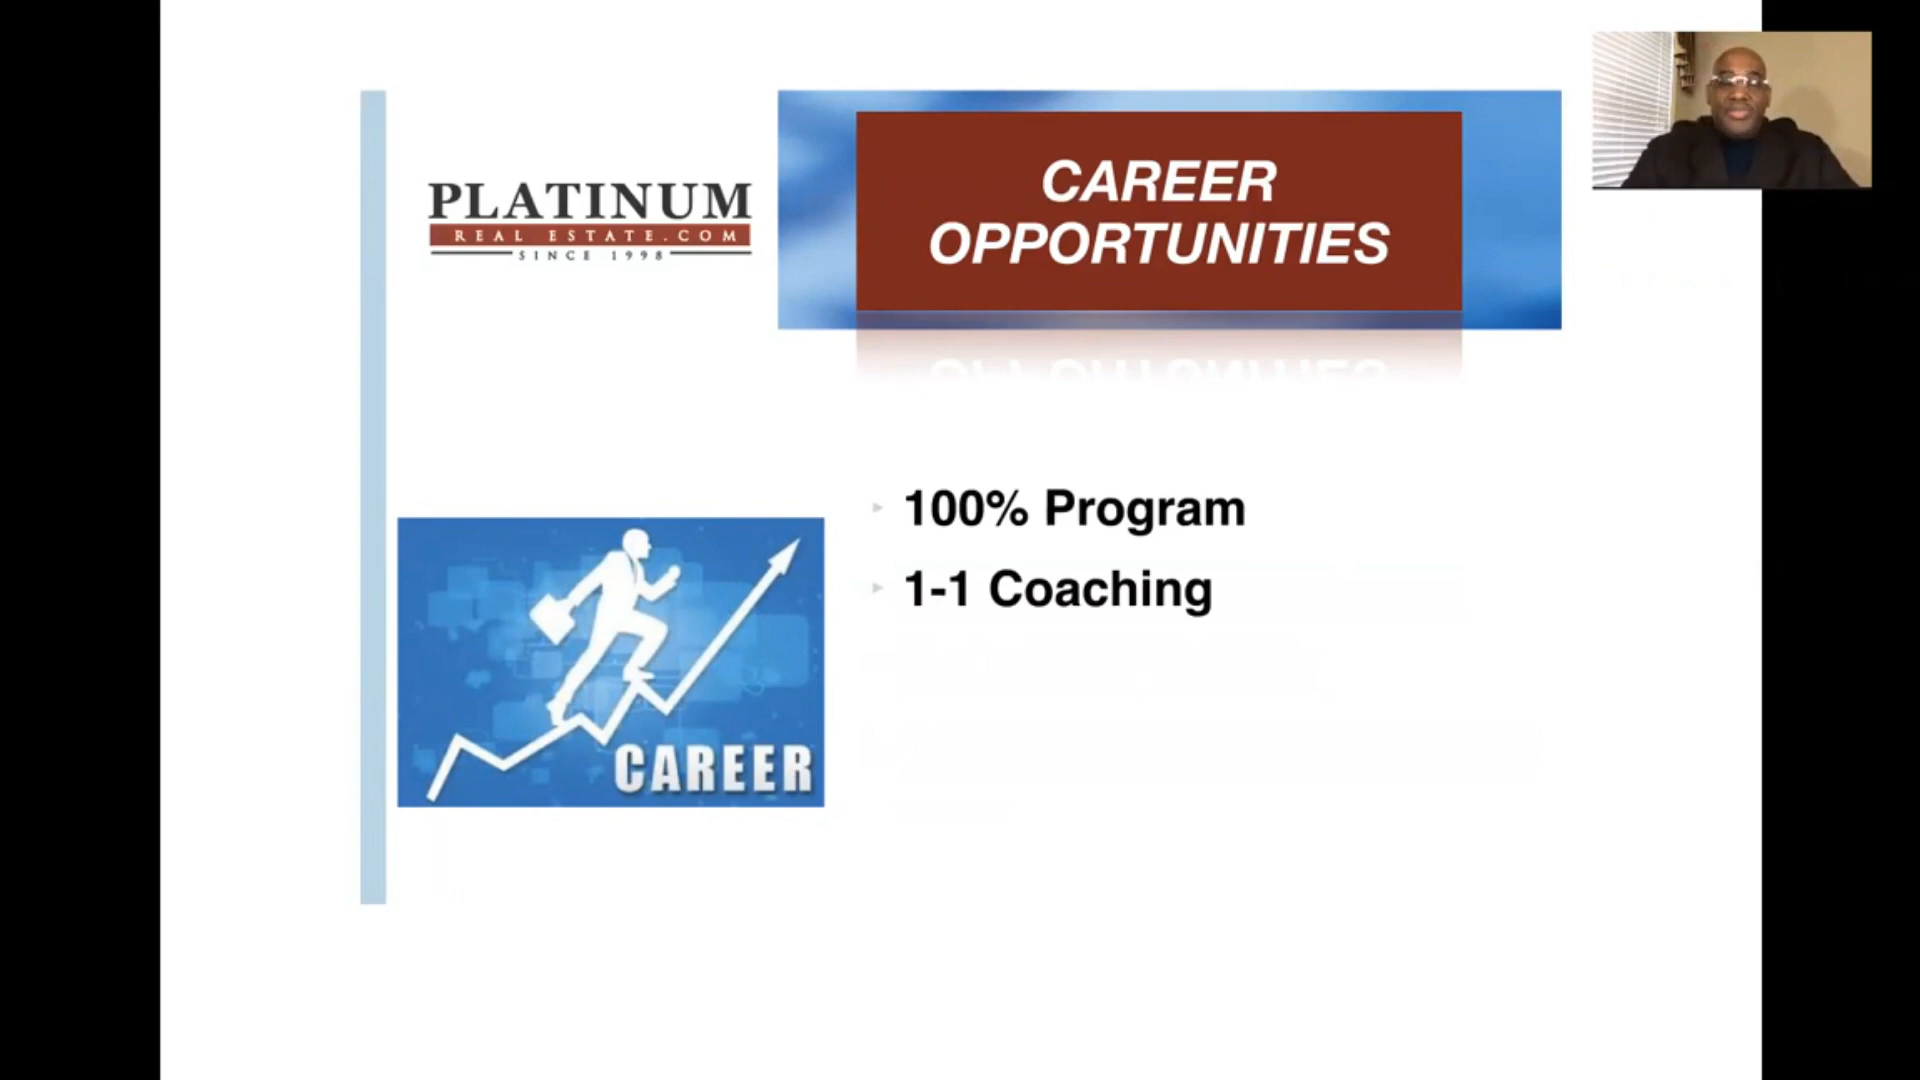 PLATINUM
REAL ESTATE.COM
SINCE 1998
CAREER
OPPORTUNITIES
100% Program
1-1 Coaching
CAREER